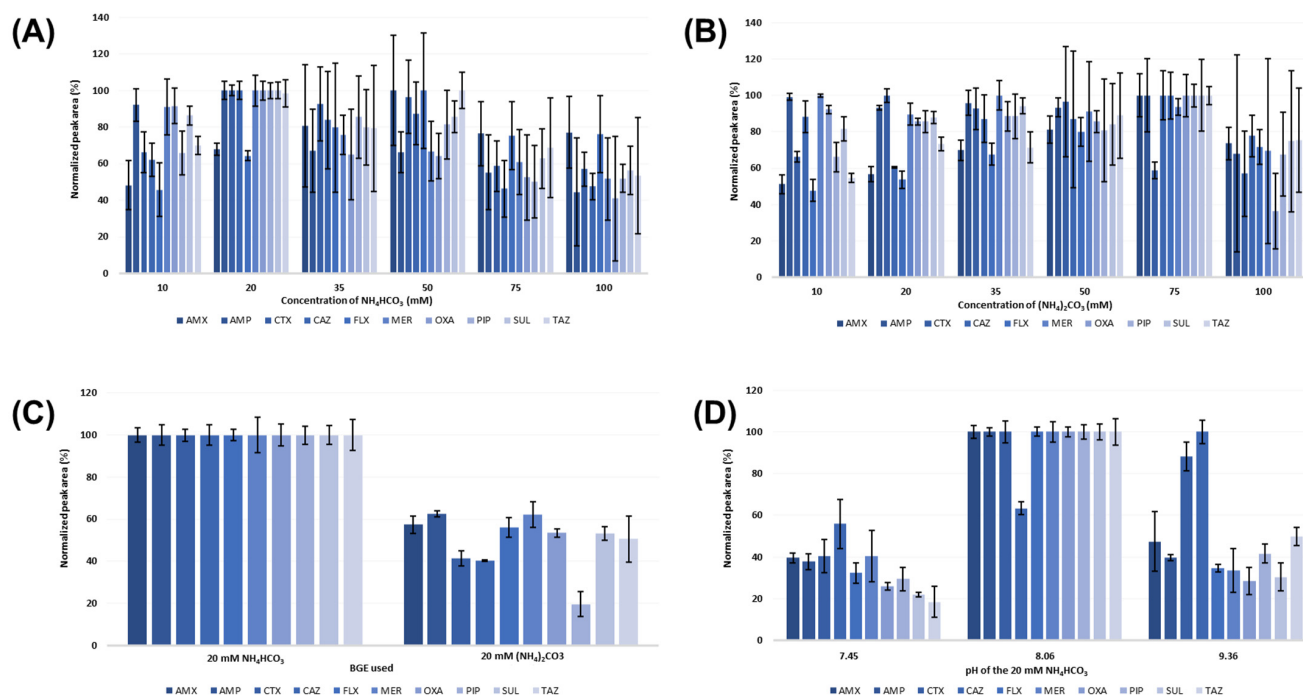 (A)
Normalized peak area (%)
140
120
100
80
60
40
20
0
10 20 35 50 75 100
Concentration of NH₄HCO₃ (mM)
AMX AMP CTX CAZ FLX MER OXA PIP SUL TAZ
(B)
Normalized peak area (%)
140
120
100
80
60
40
20
0
10 20 35 50 75 100
Concentration of (NH₄)₂CO₃ (mM)
AMX AMP CTX CAZ FLX MER OXA PIP SUL TAZ
(C)
Normalized peak area (%)
120
100
80
60
40
20
0
20 mM NH₄HCO₃ 20 mM (NH₄)₂CO3
BGE used
AMX AMP CTX CAZ FLX MER OXA PIP SUL TAZ
(D)
Normalized peak area (%)
120
100
80
60
40
20
0
7.45 8.06 9.36
pH of the 20 mM NH₄HCO₃
AMX AMP CTX CAZ FLX MER OXA PIP SUL TAZ